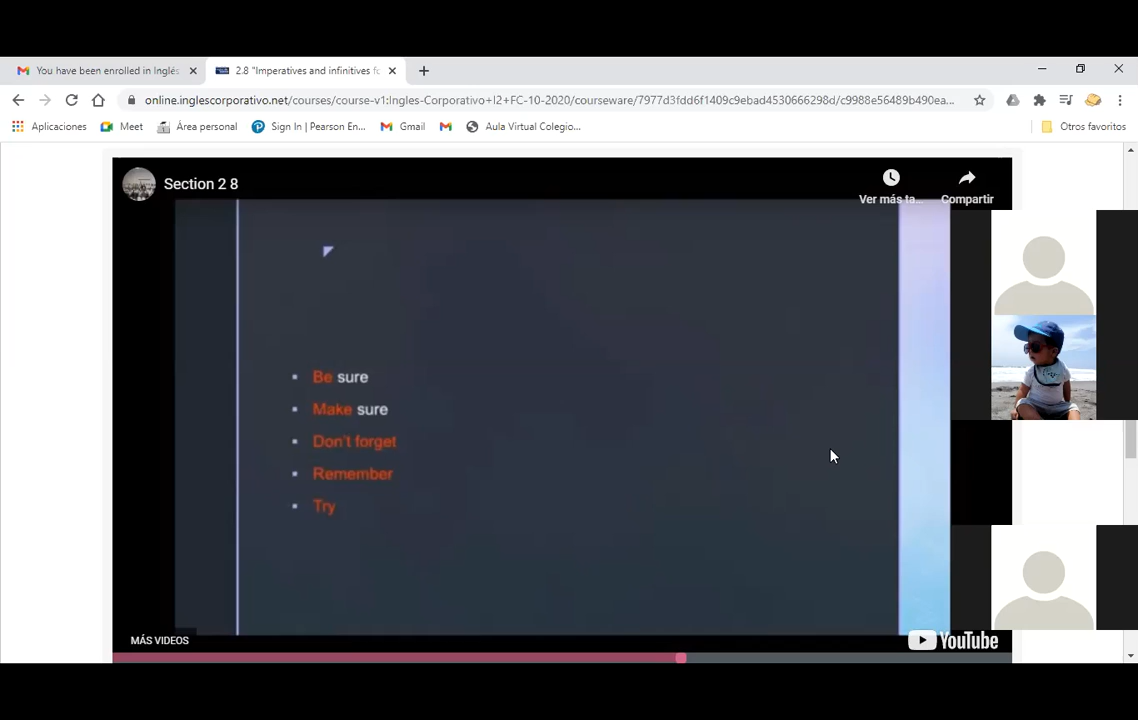 You have been enrolled in Inglés
2.8 "Imperatives and infinitives fo
online.inglescorporativo.net/courses/course-v1:Ingles-Corporativo+I2+FC-10-2020/courseware/7977d3fdd6f1409c9ebad4530666298d/c9988e56489b490ea...
Aplicaciones
Meet
Área personal
Sign In | Pearson En...
Gmail
Aula Virtual Colegio...
Otros favoritos
Section 2 8
Ver más ta...
Compartir
Be sure
Make sure
Don't forget
Remember
Try
MÁS VIDEOS
YouTube